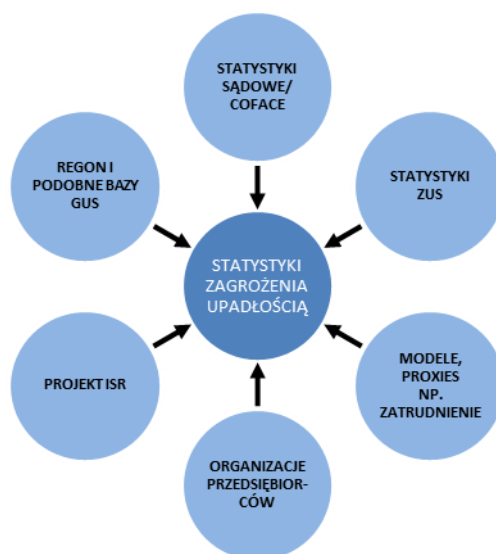 STATYSTYKI
SĄDOWE/
COFACE
REGON I
PODOBNE BAZY
GUS
STATYSTYKI
ZUS
STATYSTYKI
ZAGROŻENIA
UPADŁOŚCIĄ
PROJEKT ISR
MODELE,
PROXIES
NP.
ZATRUDNIENIE
ORGANIZACJE
PRZEDSIĘBIOR-
CÓW